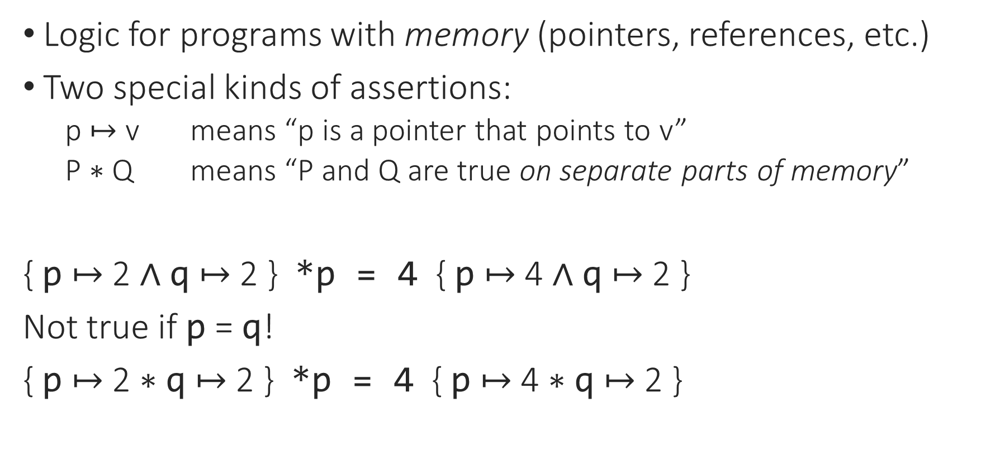 • Logic for programs with memory (pointers, references, etc.)
• Two special kinds of assertions:
p ↦ v means “p is a pointer that points to v”
P ∗ Q means “P and Q are true on separate parts of memory”
{ p ↦ 2 ∧ q ↦ 2 } *p = 4 { p ↦ 4 ∧ q ↦ 2 }
Not true if p = q!
{ p ↦ 2 ∗ q ↦ 2 } *p = 4 { p ↦ 4 ∗ q ↦ 2 }